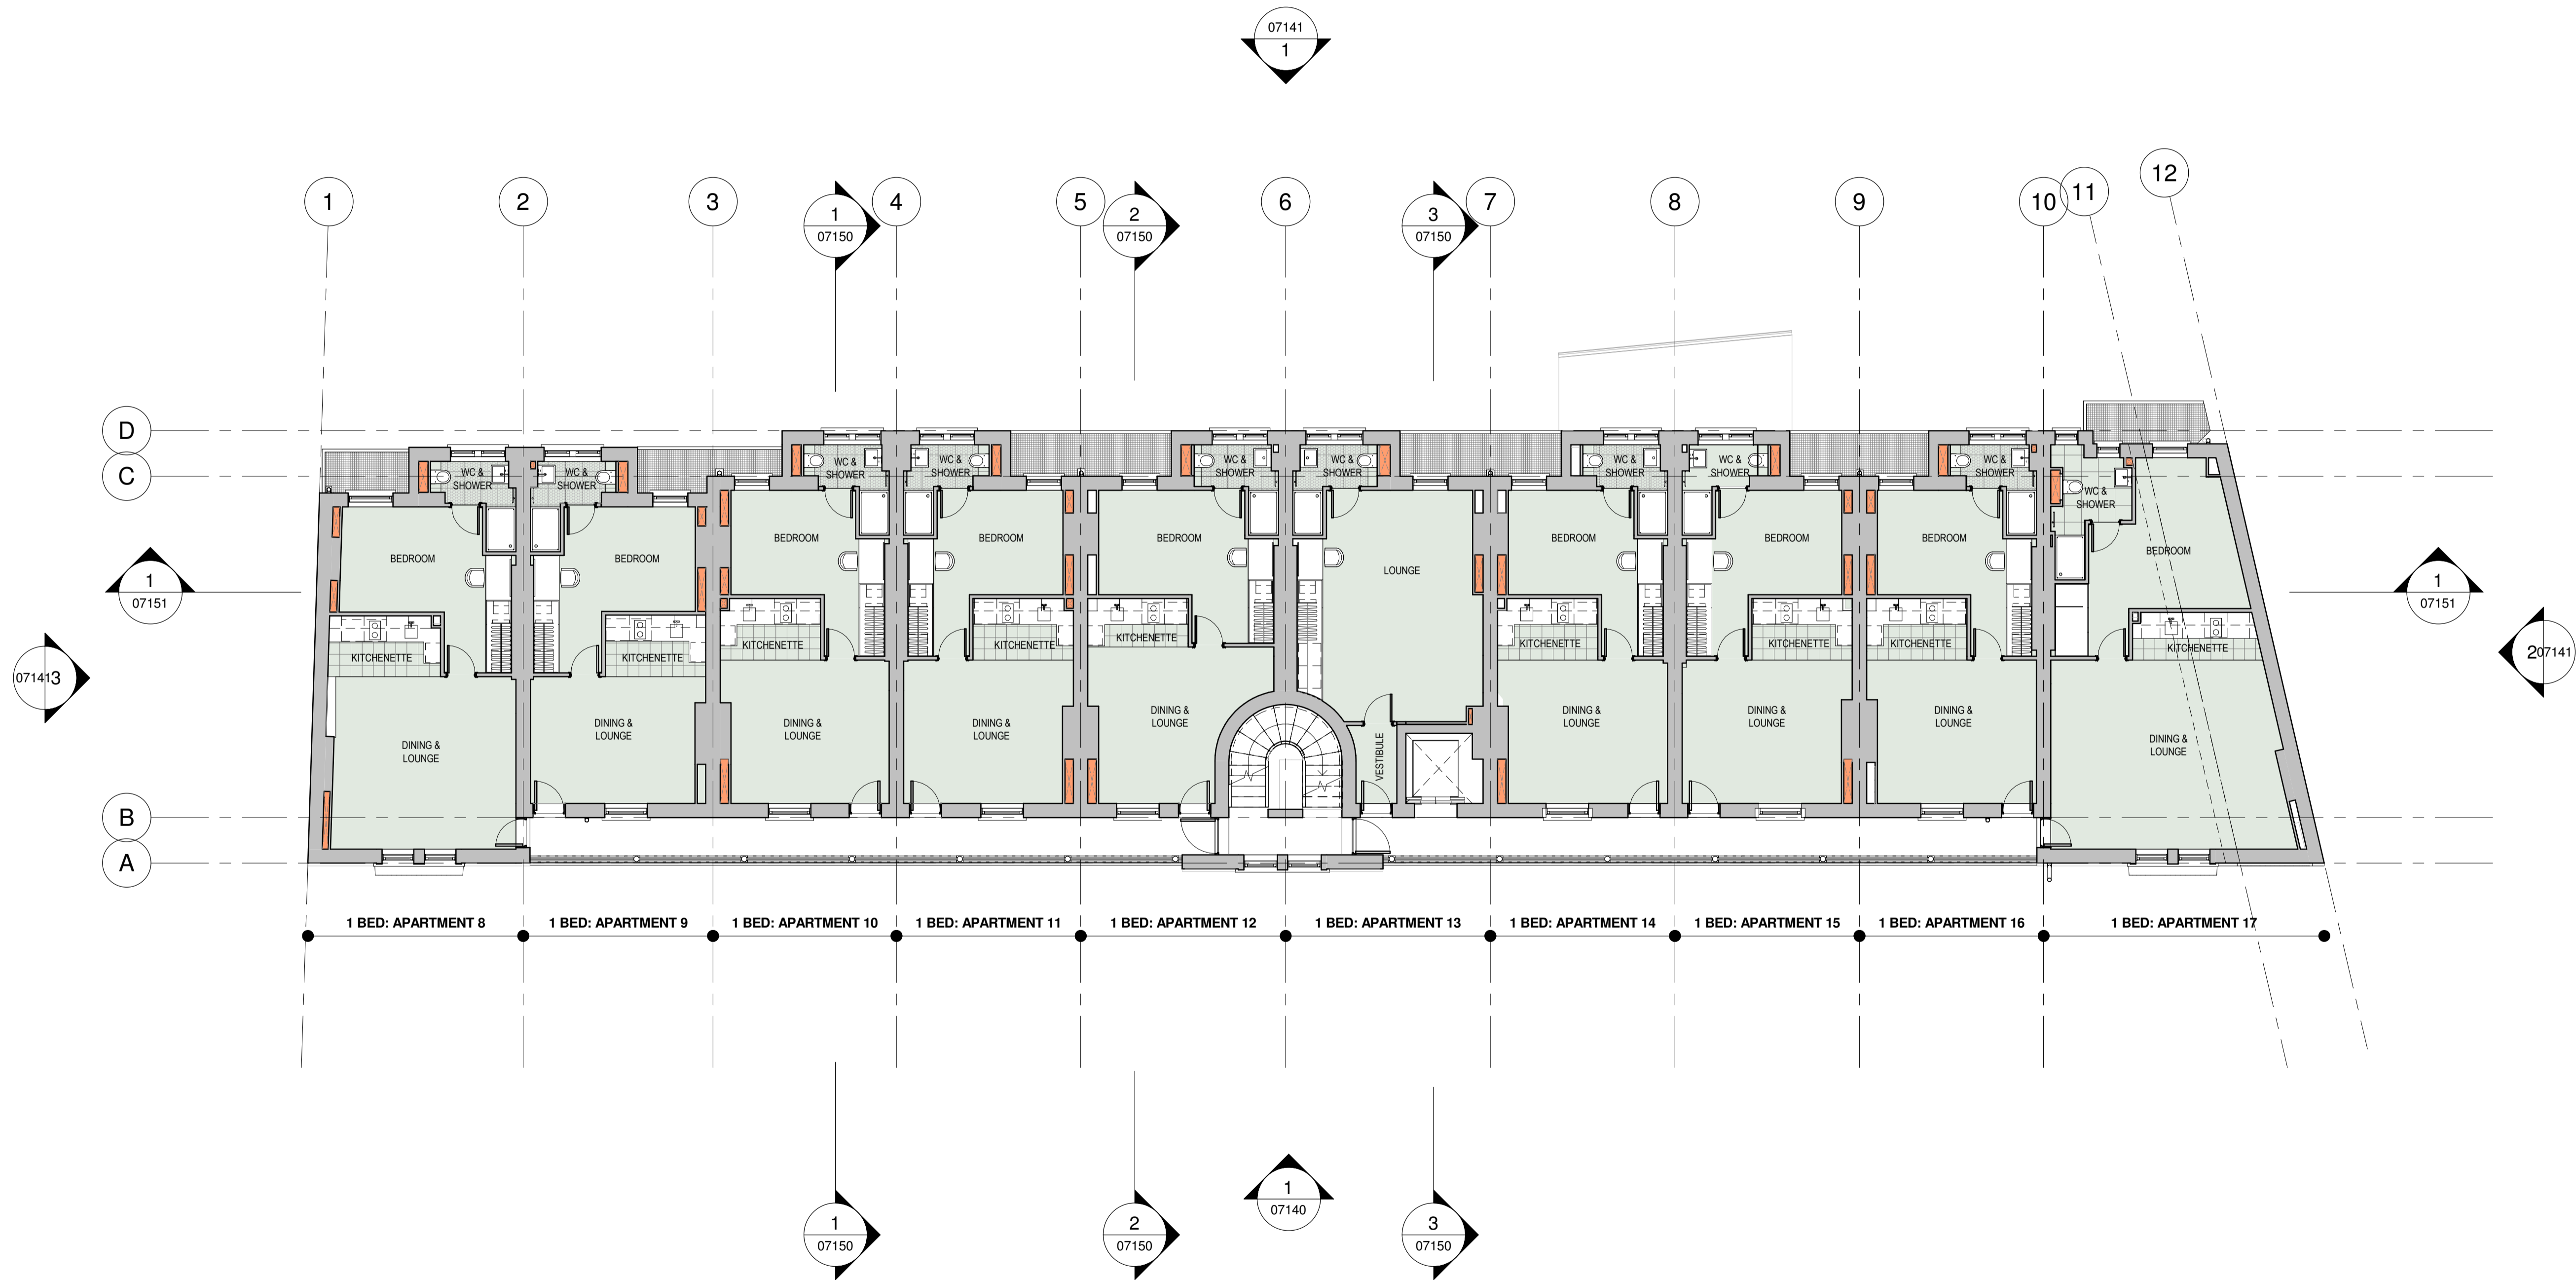 07141
1
1
2
3
1
07150
4
5
2
07150
6
3
07150
7
8
9
10
11
12
D
C
B
A
WC &
SHOWER
WC &
SHOWER
WC &
SHOWER
WC &
SHOWER
WC &
SHOWER
WC &
SHOWER
WC &
SHOWER
WC &
SHOWER
WC &
SHOWER
WC &
SHOWER
BEDROOM
BEDROOM
BEDROOM
BEDROOM
BEDROOM
LOUNGE
BEDROOM
BEDROOM
BEDROOM
BEDROOM
1
07151
1
07151
07141
3
2
07141
KITCHENETTE
KITCHENETTE
KITCHENETTE
KITCHENETTE
KITCHENETTE
KITCHENETTE
KITCHENETTE
KITCHENETTE
KITCHENETTE
DINING &
LOUNGE
DINING &
LOUNGE
DINING &
LOUNGE
DINING &
LOUNGE
DINING &
LOUNGE
VESTIBULE
DINING &
LOUNGE
DINING &
LOUNGE
DINING &
LOUNGE
DINING &
LOUNGE
1 BED: APARTMENT 8
1 BED: APARTMENT 9
1 BED: APARTMENT 10
1 BED: APARTMENT 11
1 BED: APARTMENT 12
1 BED: APARTMENT 13
1 BED: APARTMENT 14
1 BED: APARTMENT 15
1 BED: APARTMENT 16
1 BED: APARTMENT 17
1
07150
2
07150
1
07140
3
07150